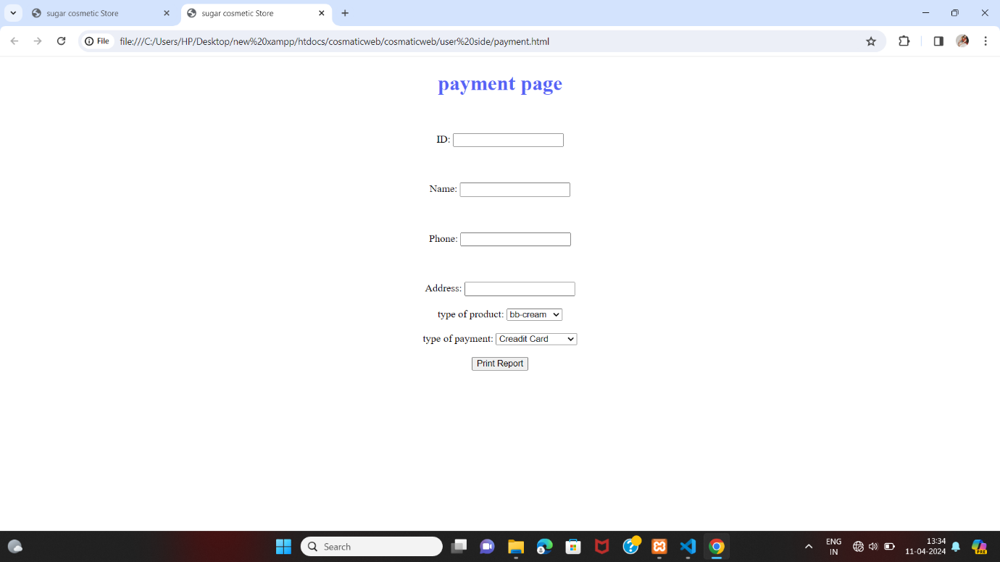 sugar cosmetic Store
sugar cosmetic Store
File file:///C:/Users/HP/Desktop/new%20xampp/htdocs/cosmaticweb/cosmaticweb/user%20side/payment.html
payment page
ID:
Name:
Phone:
Address:
type of product: bb-cream
type of payment: Creadit Card
Print Report
Search
ENG
IN
13:34
11-04-2024
PRE